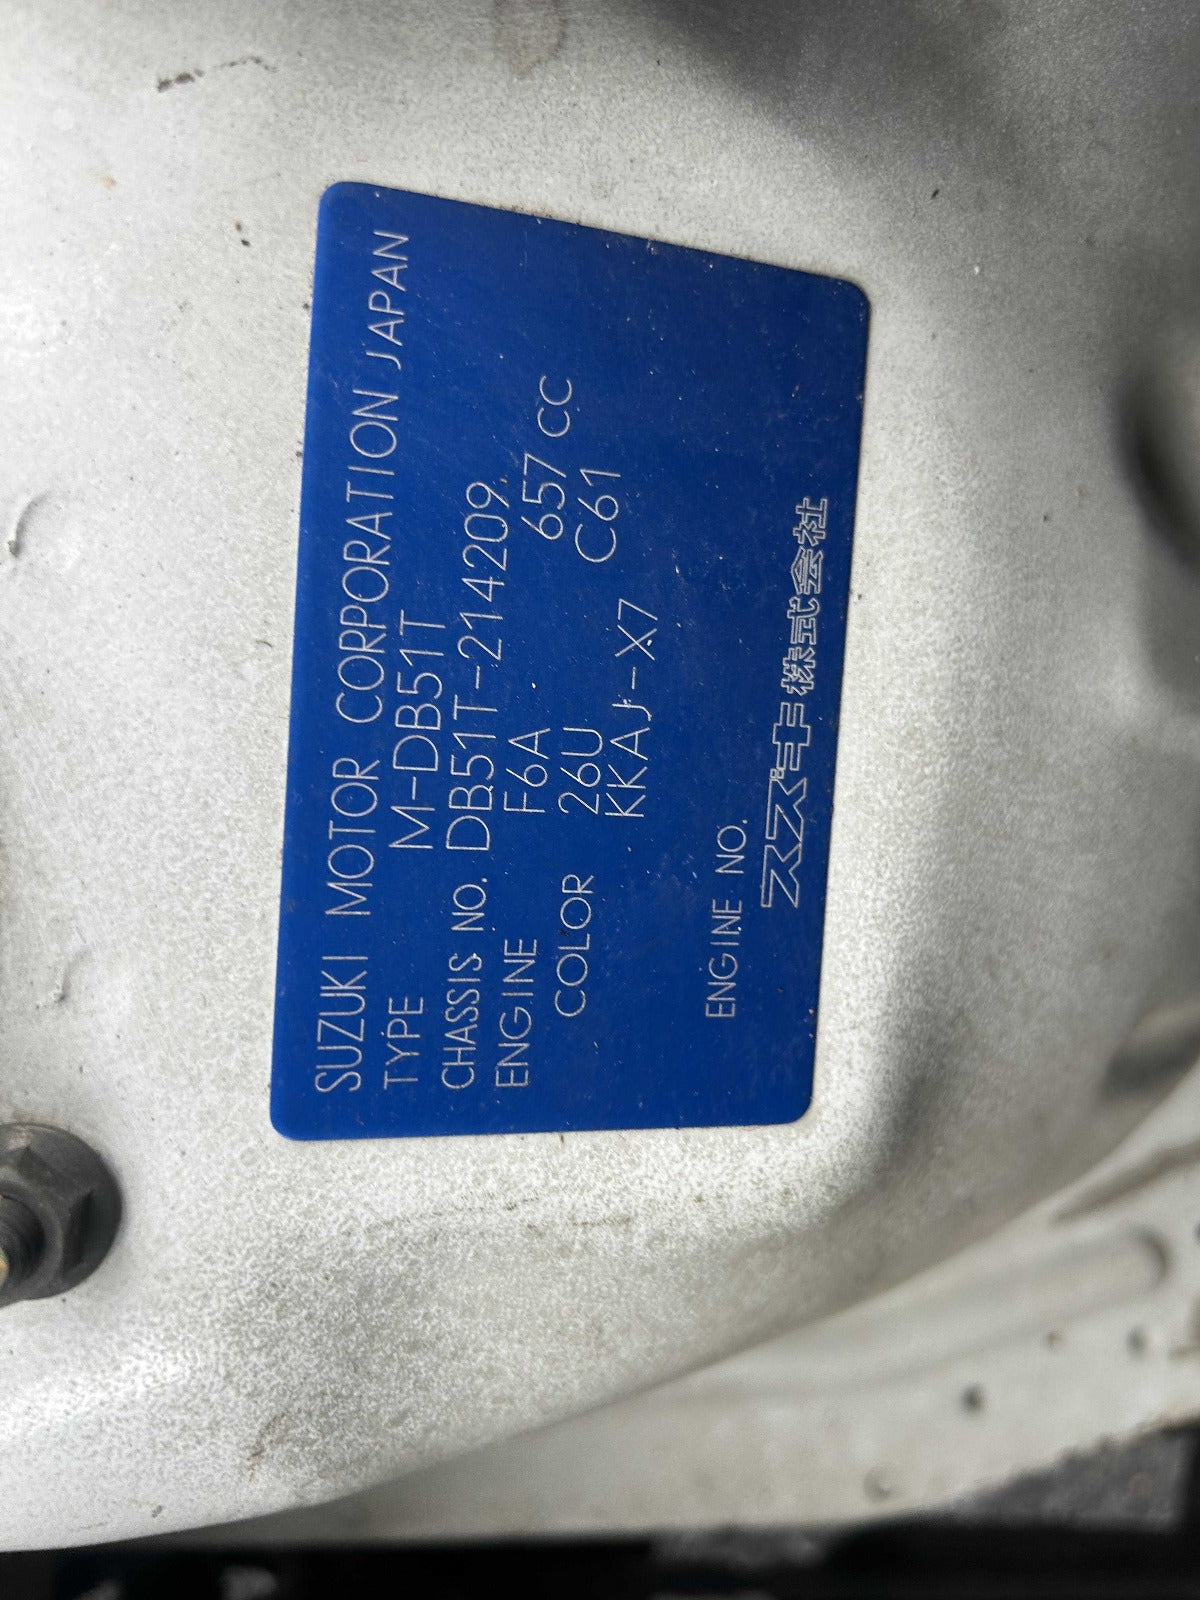 SUZUKI MOTOR CORPORATION JAPAN
TYPE M-DB51T
CHASSIS NO. DB51T-214209
ENGINE F6A 657 CC
COLOR 26U C61
KKAJ-X7
ENGINE NO.
スズキ株式会社